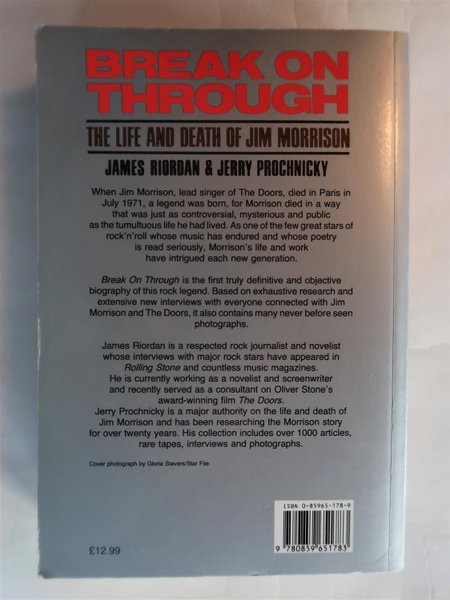 BREAK ON
THROUGH
THE LIFE AND DEATH OF JIM MORRISON
JAMES RIORDAN & JERRY PROCHNICKY
When Jim Morrison, lead singer of The Doors, died in Paris in
July 1971, a legend was born, for Morrison died in a way
that was just as controversial, mysterious and public
as the tumultuous life he had lived. As one of the few great stars of
rock'n'roll whose music has endured and whose poetry
is read seriously, Morrison's life and work
have intrigued each new generation.
Break On Through is the first truly definitive and objective
biography of this rock legend. Based on exhaustive research and
extensive new interviews with everyone connected with Jim
Morrison and The Doors, it also contains many never before seen
photographs.
James Riordan is a respected rock journalist and novelist
whose interviews with major rock stars have appeared in
Rolling Stone and countless music magazines.
He is currently working as a novelist and screenwriter
and recently served as a consultant on Oliver Stone's
award-winning film The Doors.
Jerry Prochnicky is a major authority on the life and death of
Jim Morrison and has been researching the Morrison story
for over twenty years. His collection includes over 1000 articles,
rare tapes, interviews and photographs.
Cover photograph by Gloria Stavers/Star File
ISBN 0-85965-178-9
9 780859 651783
£12.99